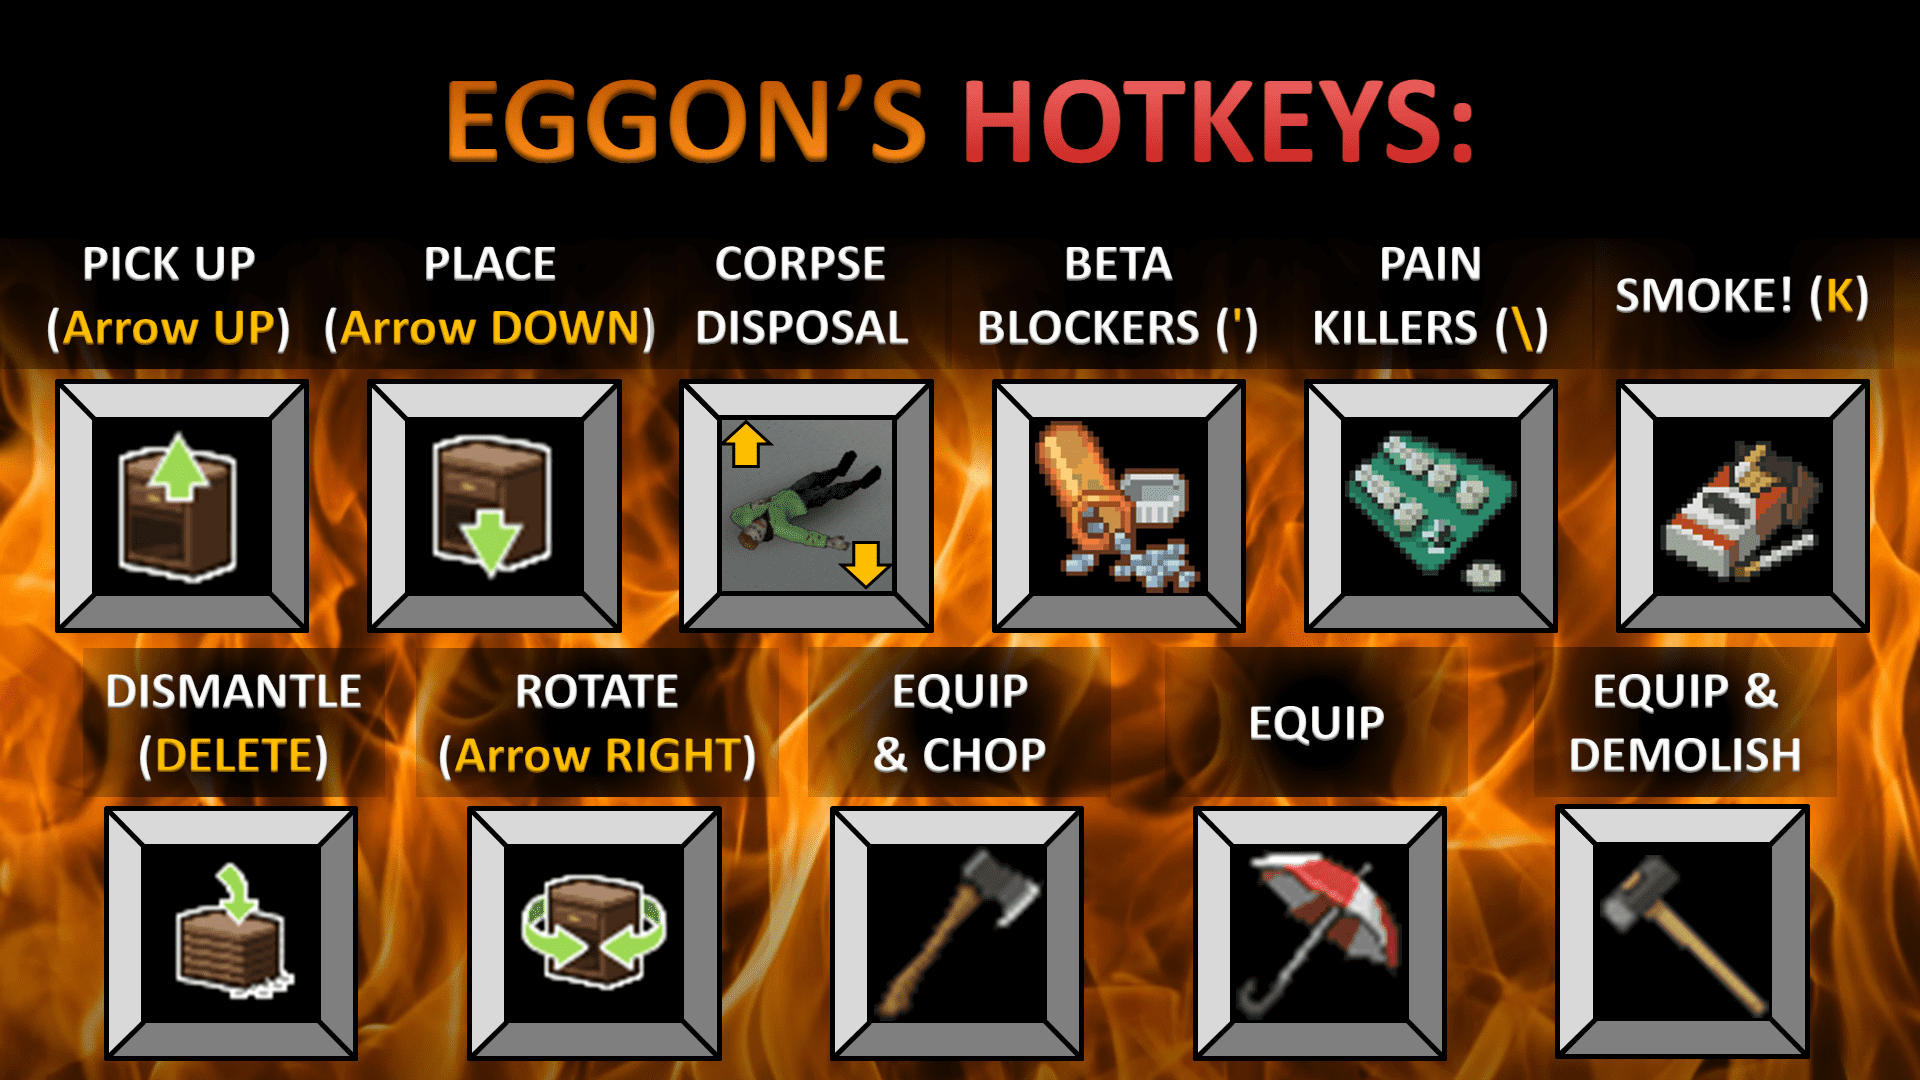 EGGON’S HOTKEYS:
PICK UP
(Arrow UP)
PLACE
(Arrow DOWN)
CORPSE
DISPOSAL
BETA
BLOCKERS (')
PAIN
KILLERS (\)
SMOKE! (K)
DISMANTLE
(DELETE)
ROTATE
(Arrow RIGHT)
EQUIP
& CHOP
EQUIP
EQUIP &
DEMOLISH